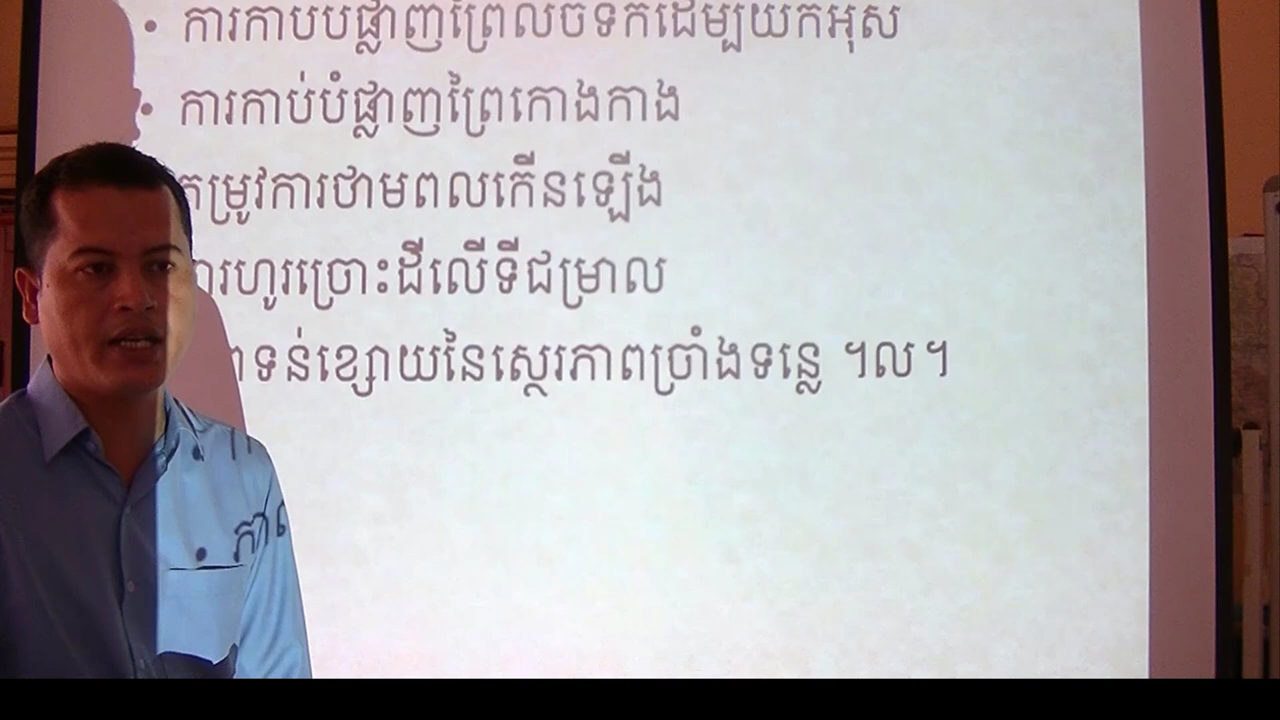 • ការកាប់បំផ្លាញព្រៃលិចទឹកដើម្បីយកអុស
• ការកាប់បំផ្លាញព្រៃកោងកាង
តម្រូវការថាមពលកើនឡើង
ការហូរច្រោះដីលើទីជម្រាល
ភាពទន់ខ្សោយនៃស្ថេរភាពច្រាំងទន្លេ ។ល។